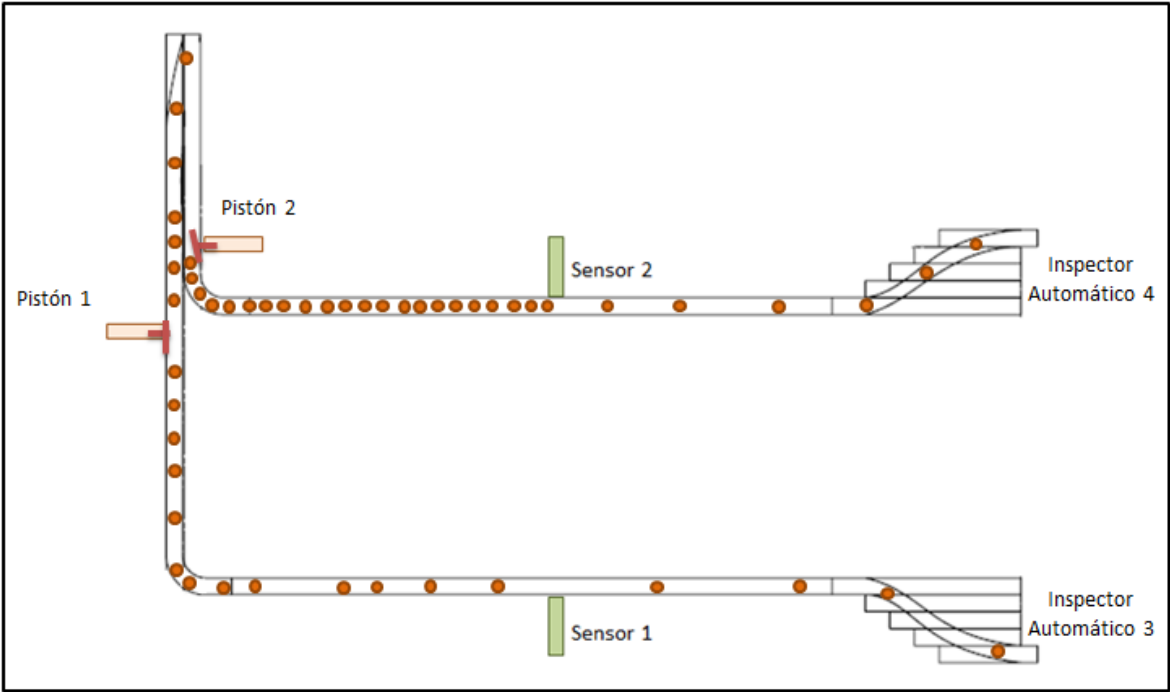 Pistón 2
Pistón 1
Sensor 2
Inspector
Automático 4
Sensor 1
Inspector
Automático 3